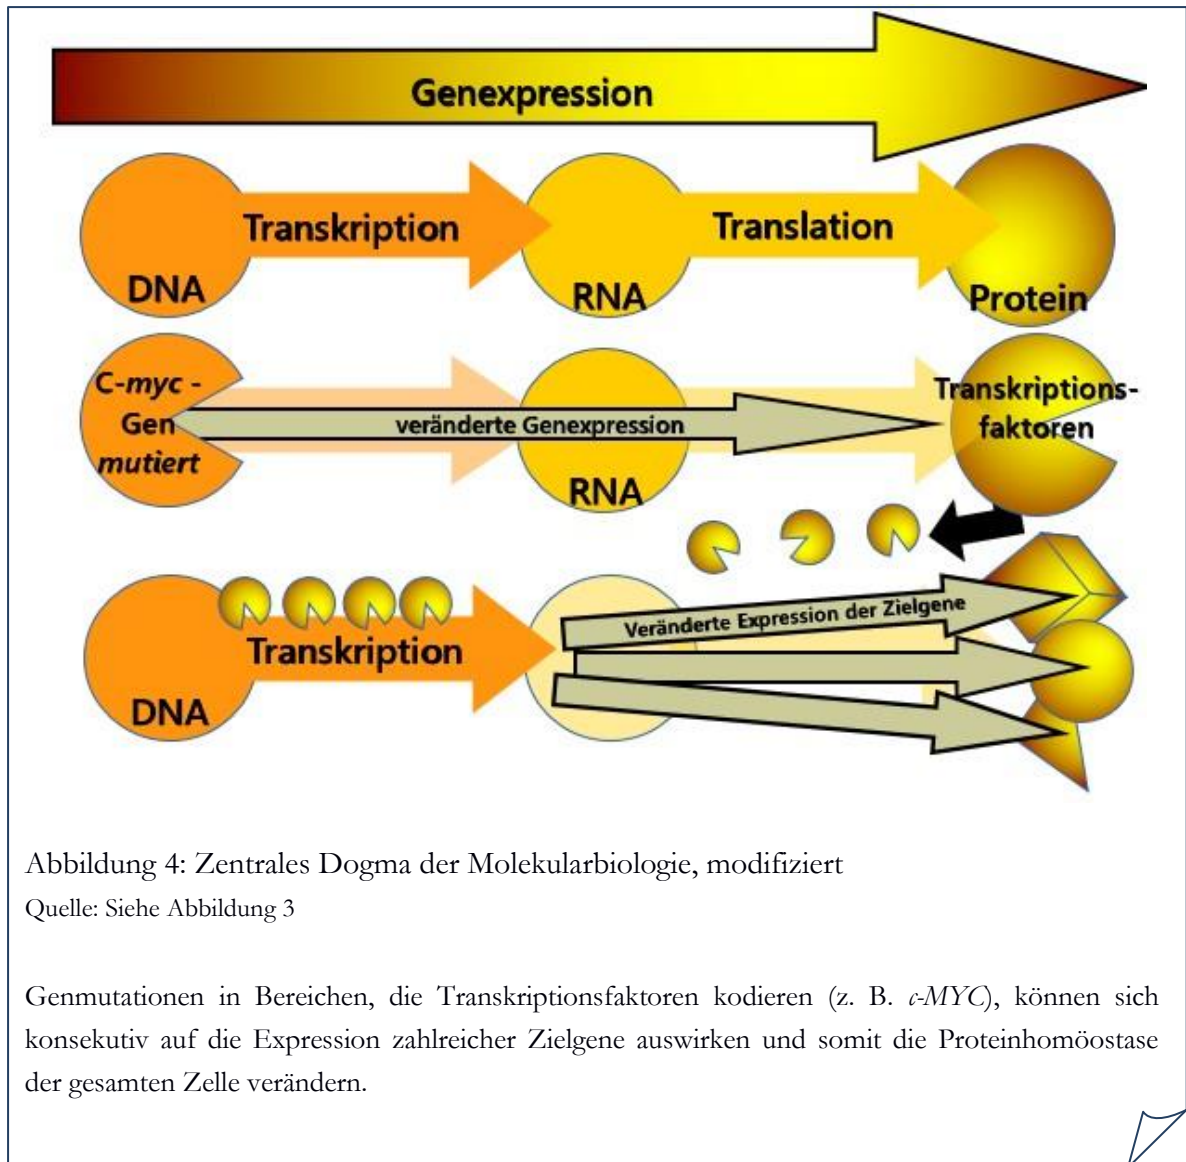 Genexpression
Transkription
Translation
DNA
RNA
Protein
C-myc -
Gen
mutiert
veränderte Genexpression
RNA
Transkriptions-
faktoren
Veränderte Expression der Zielgene
Transkription
DNA
Abbildung 4: Zentrales Dogma der Molekularbiologie, modifiziert
Quelle: Siehe Abbildung 3
Genmutationen in Bereichen, die Transkriptionsfaktoren kodieren (z. B. c-MYC), können sich
konsekutiv auf die Expression zahlreicher Zielgene auswirken und somit die Proteinhomöostase
der gesamten Zelle verändern.